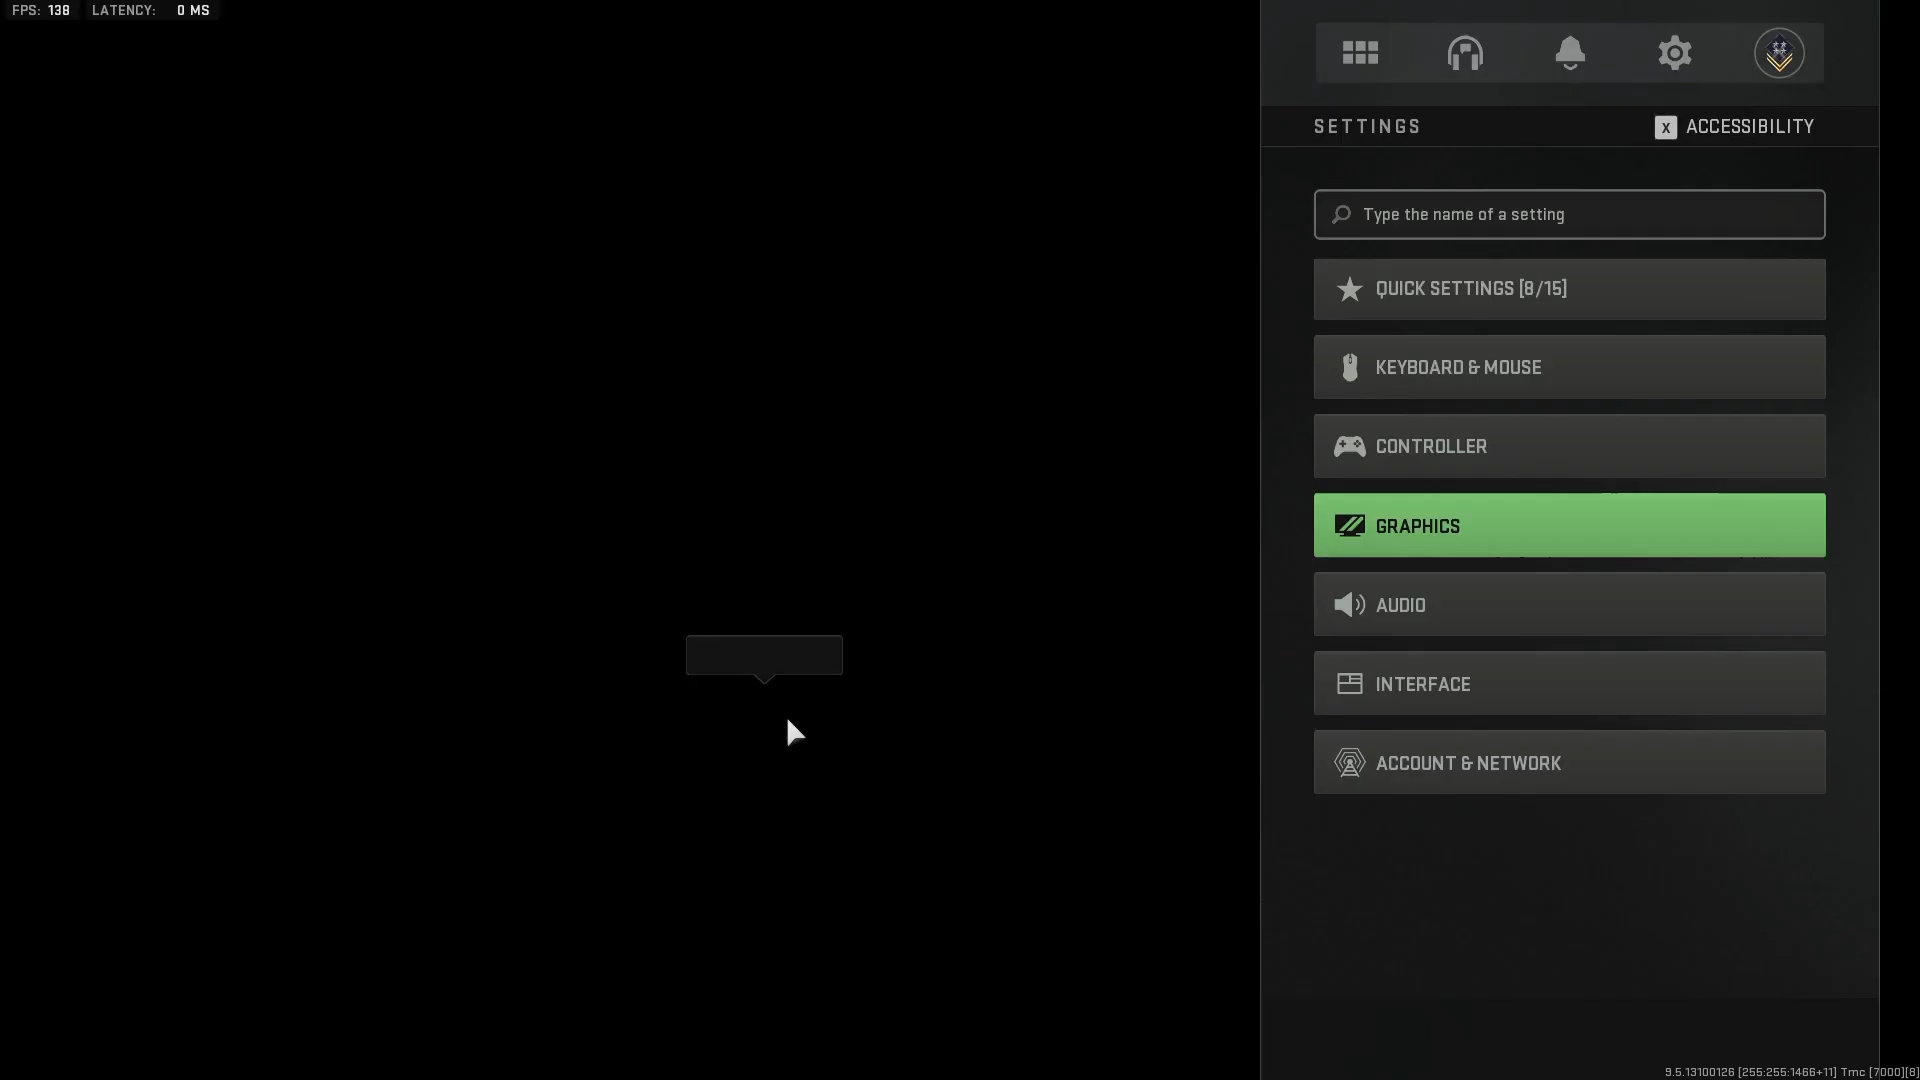 FPS: 138 LATENCY: 0 MS
SETTINGS
X ACCESSIBILITY
Type the name of a setting
QUICK SETTINGS [8/15]
KEYBOARD & MOUSE
CONTROLLER
GRAPHICS
AUDIO
INTERFACE
ACCOUNT & NETWORK
9.5.13100126 [255:255:1466+11] Tmc [7000][8]